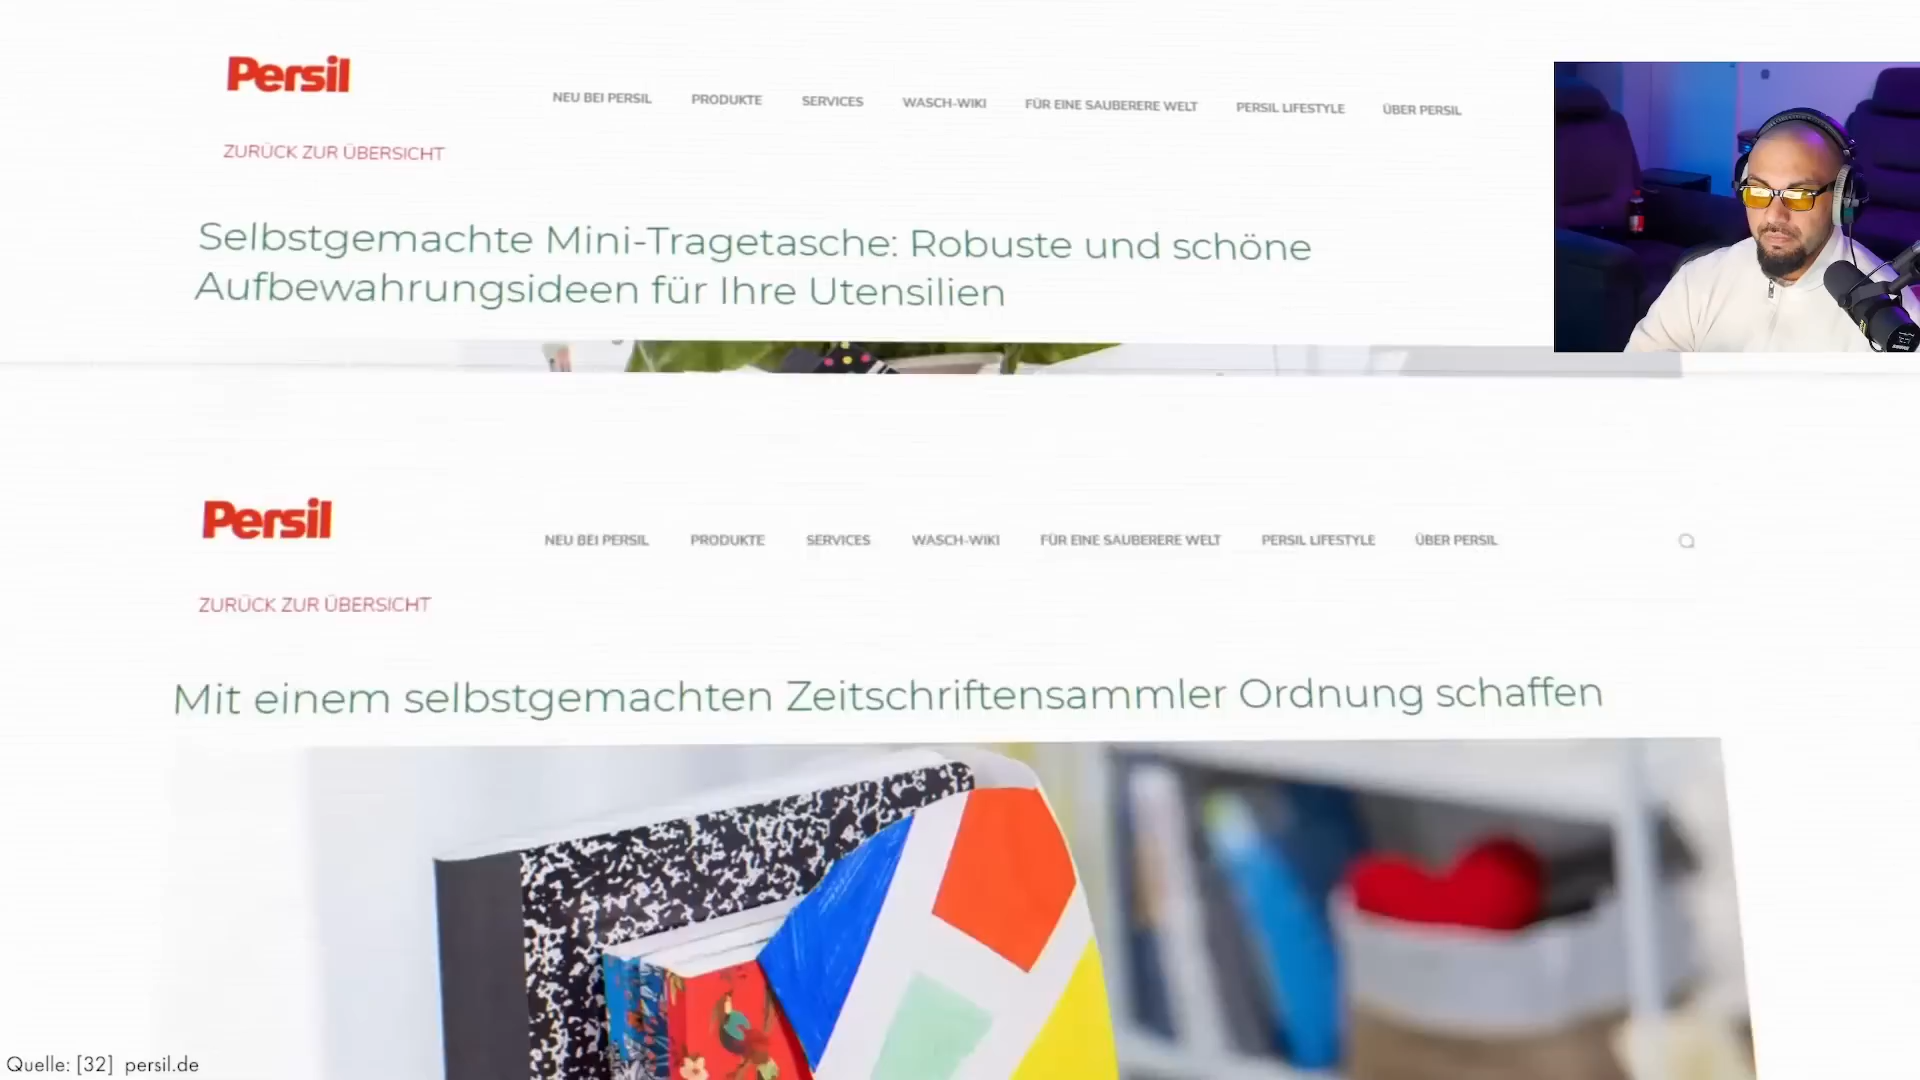 Persil
NEU BEI PERSIL PRODUKTE SERVICES WASCH-WIKI FÜR EINE SAUBERERE WELT PERSIL LIFESTYLE ÜBER PERSIL
ZURÜCK ZUR ÜBERSICHT
Selbstgemachte Mini-Tragetasche: Robuste und schöne
Aufbewahrungsideen für Ihre Utensilien
Persil
NEU BEI PERSIL PRODUKTE SERVICES WASCH-WIKI FÜR EINE SAUBERERE WELT PERSIL LIFESTYLE ÜBER PERSIL
ZURÜCK ZUR ÜBERSICHT
Mit einem selbstgemachten Zeitschriftensammler Ordnung schaffen
Quelle: [32] persil.de